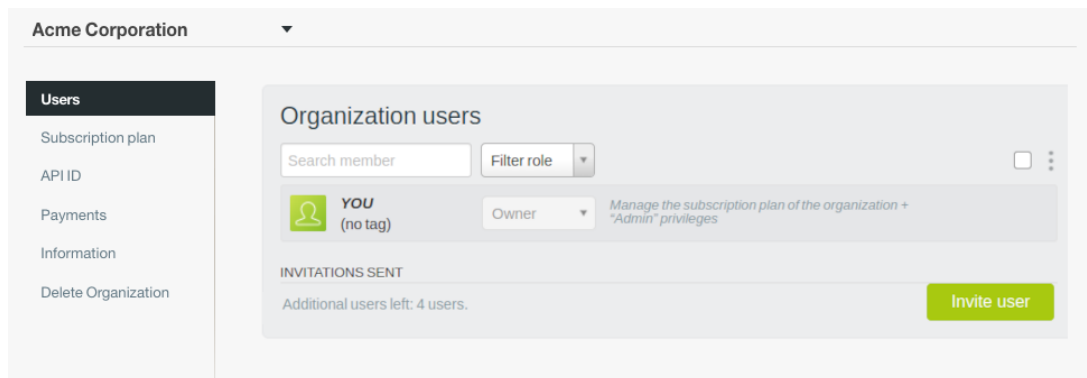 Acme Corporation
Users
Subscription plan
API ID
Payments
Information
Delete Organization
Organization users
Search member
Filter role
YOU
(no tag)
Owner
Manage the subscription plan of the organization +
“Admin” privileges
INVITATIONS SENT
Additional users left: 4 users.
Invite user